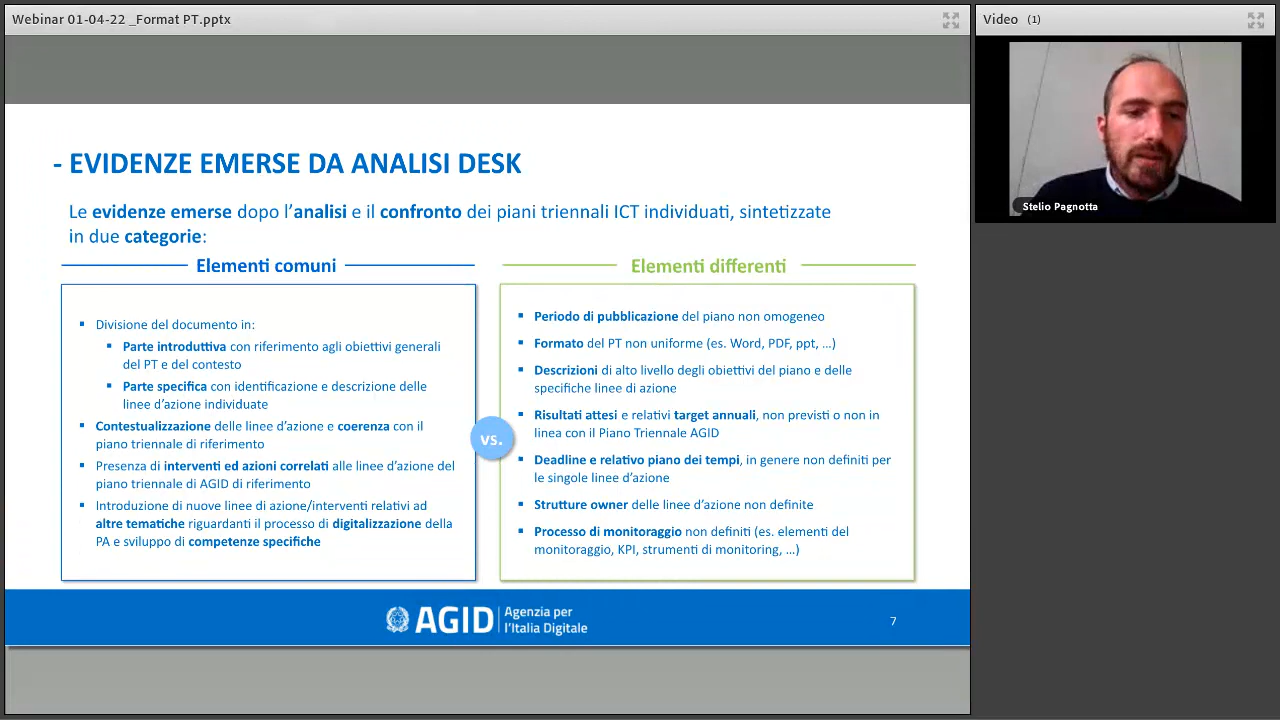 Webinar 01-04-22 _Format PT.pptx
Video (1)
Stelio Pagnotta
- EVIDENZE EMERSE DA ANALISI DESK
Le evidenze emerse dopo l'analisi e il confronto dei piani triennali ICT individuati, sintetizzate
in due categorie:
Elementi comuni
▪ Divisione del documento in:
▪ Parte introduttiva con riferimento agli obiettivi generali
del PT e del contesto
▪ Parte specifica con identificazione e descrizione delle
linee d'azione individuate
▪ Contestualizzazione delle linee d'azione e coerenza con il
piano triennale di riferimento
▪ Presenza di interventi ed azioni correlati alle linee d'azione del
piano triennale di AGID di riferimento
▪ Introduzione di nuove linee di azione/interventi relativi ad
altre tematiche riguardanti il processo di digitalizzazione della
PA e sviluppo di competenze specifiche
vs.
Elementi differenti
▪ Periodo di pubblicazione del piano non omogeneo
▪ Formato del PT non uniforme (es. Word, PDF, ppt, …)
▪ Descrizioni di alto livello degli obiettivi del piano e delle
specifiche linee di azione
▪ Risultati attesi e relativi target annuali, non previsti o non in
linea con il Piano Triennale AGID
▪ Deadline e relativo piano dei tempi, in genere non definiti per
le singole linee d'azione
▪ Strutture owner delle linee d'azione non definite
▪ Processo di monitoraggio non definiti (es. elementi del
monitoraggio, KPI, strumenti di monitoring, …)
AGID
Agenzia per
l'Italia Digitale
7